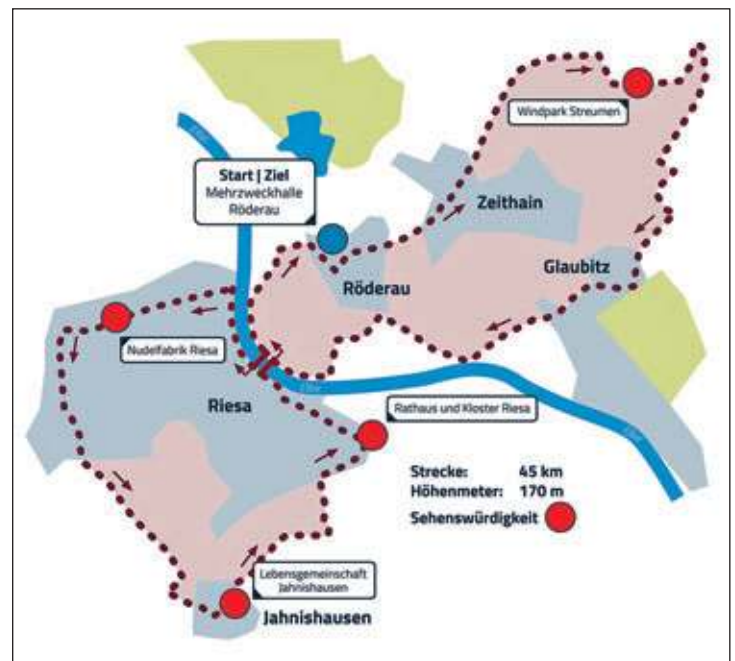 Windpark Streumen
Start | Ziel
Mehrzweckhalle
Röderau
Zeithain
Glaubitz
Röderau
Nudelfabrik Riesa
Riesa
Rathaus und Kloster Riesa
Strecke: 45 km
Höhenmeter: 170 m
Sehenswürdigkeit
Lebensgemeinschaft
Jahnishausen
Jahnishausen